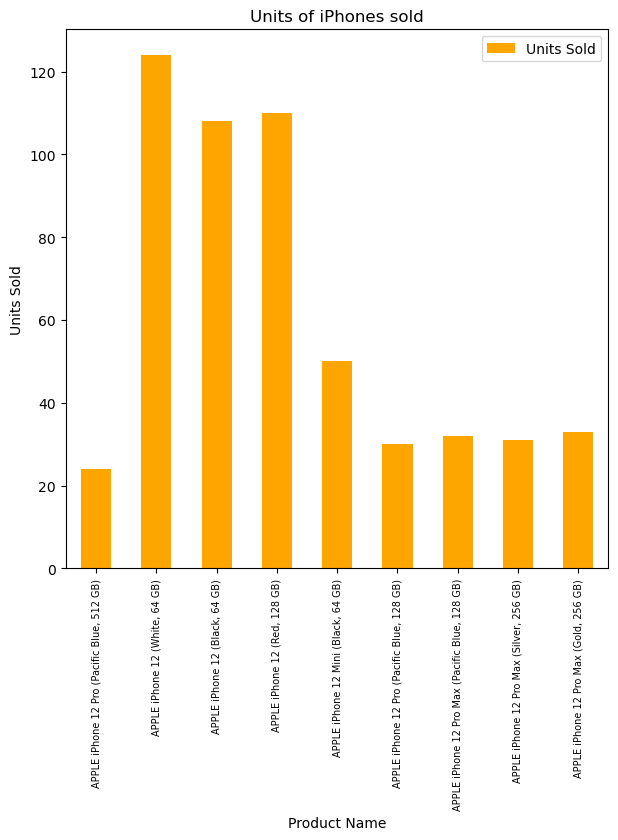 Units of iPhones sold
Units Sold
120
100
80
60
40
20
0
Units Sold
APPLE iPhone 12 Pro (Pacific Blue, 512 GB)
APPLE iPhone 12 (White, 64 GB)
APPLE iPhone 12 (Black, 64 GB)
APPLE iPhone 12 (Red, 128 GB)
APPLE iPhone 12 Mini (Black, 64 GB)
APPLE iPhone 12 Pro (Pacific Blue, 128 GB)
APPLE iPhone 12 Pro Max (Pacific Blue, 128 GB)
APPLE iPhone 12 Pro Max (Silver, 256 GB)
APPLE iPhone 12 Pro Max (Gold, 256 GB)
Product Name